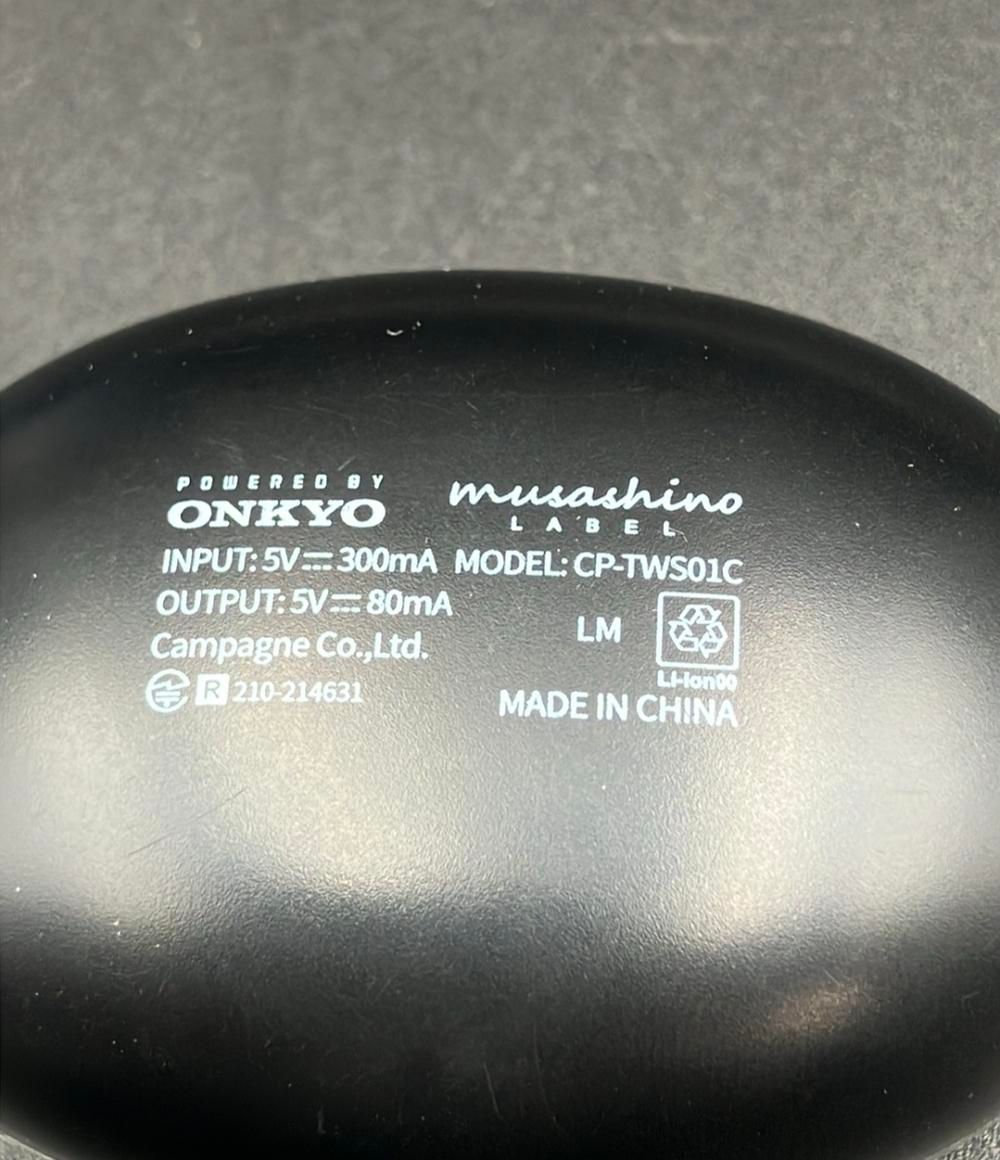 POWERED BY
ONKYO
musashino
LABEL
INPUT: 5V⎓300mA MODEL: CP-TWS01C
OUTPUT: 5V⎓80mA
Campagne Co.,Ltd.
LM
R 210-214631
Li-ion00
MADE IN CHINA